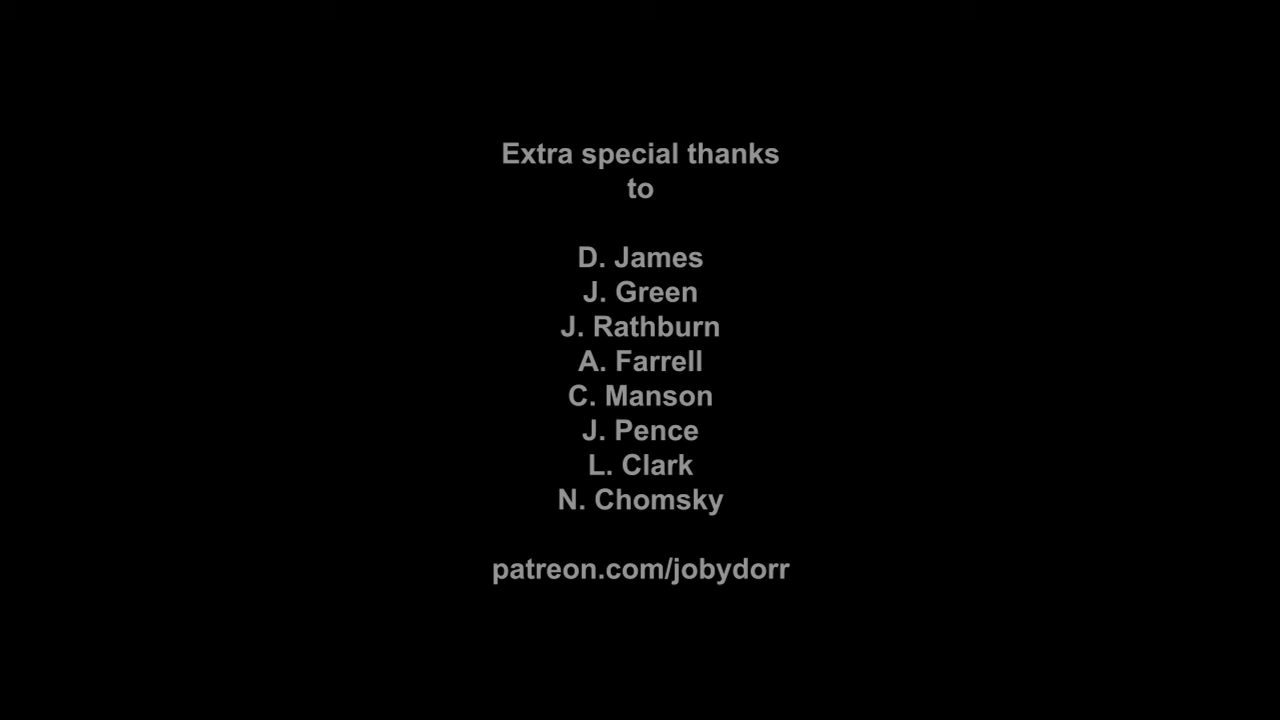 Extra special thanks
to
D. James
J. Green
J. Rathburn
A. Farrell
C. Manson
J. Pence
L. Clark
N. Chomsky
patreon.com/jobydorr